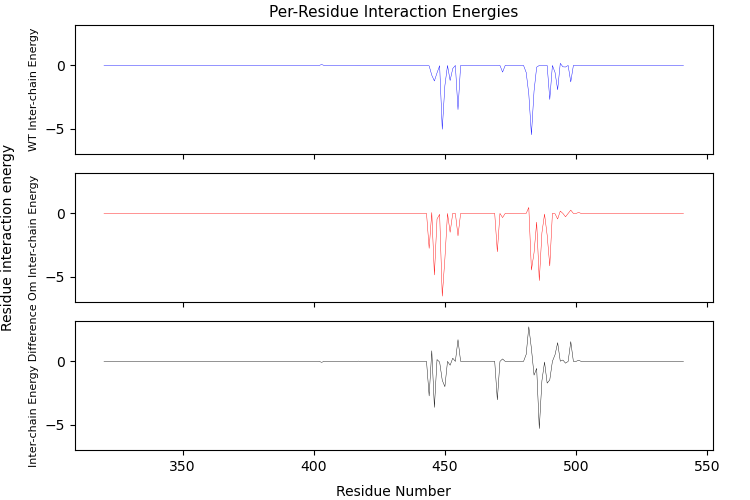 Per-Residue Interaction Energies
Residue interaction energy
WT Inter-chain Energy
0
−5
Om Inter-chain Energy
0
−5
Inter-chain Energy Difference
0
−5
350
400
450
500
550
Residue Number